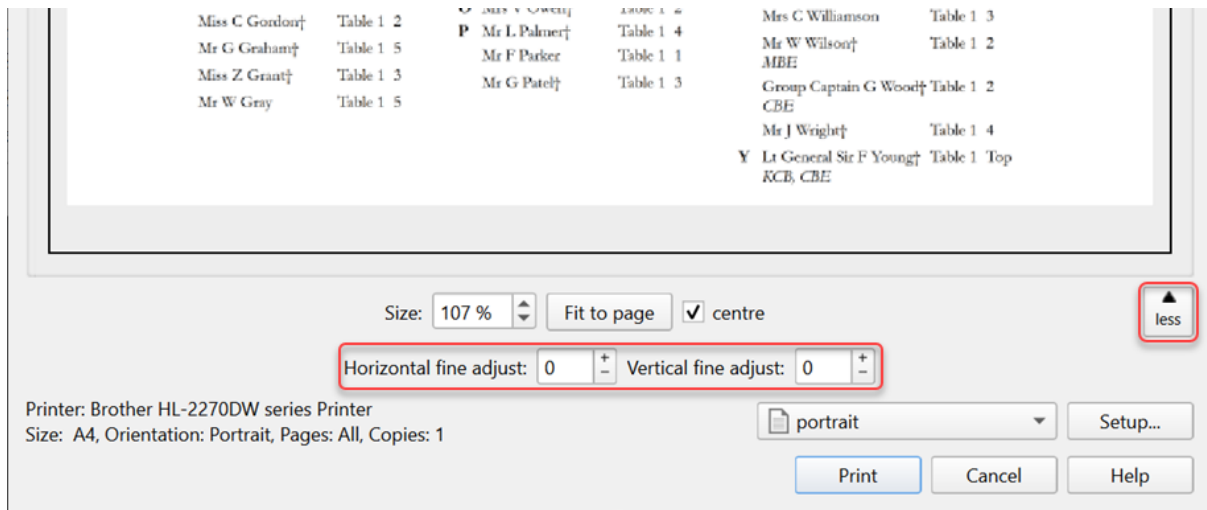 Miss C Gordon† Table 1 2
Mr G Graham† Table 1 5
Miss Z Grant† Table 1 3
Mr W Gray Table 1 5
O Mrs V Owen† Table 1 2
P Mr L Palmer† Table 1 4
Mr F Parker Table 1 1
Mr G Patel† Table 1 3
Mrs C Williamson Table 1 3
Mr W Wilson† Table 1 2
MBE
Group Captain G Wood† Table 1 2
CBE
Mr J Wright† Table 1 4
Y Lt General Sir F Young† Table 1 Top
KCB, CBE
Size: 107 % Fit to page centre
less
Horizontal fine adjust: 0 + − Vertical fine adjust: 0 + −
Printer: Brother HL-2270DW series Printer
Size: A4, Orientation: Portrait, Pages: All, Copies: 1
portrait Setup...
Print Cancel Help